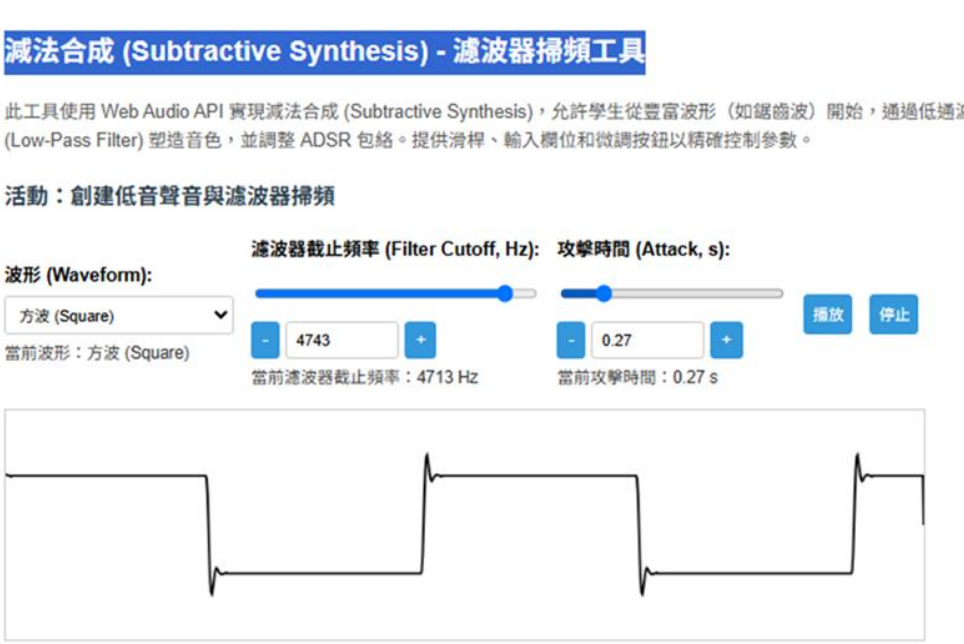 減法合成 (Subtractive Synthesis) - 濾波器掃頻工具
此工具使用 Web Audio API 實現減法合成 (Subtractive Synthesis)，允許學生從豐富波形（如鋸齒波）開始，通過低通濾
(Low-Pass Filter) 塑造音色，並調整 ADSR 包絡。提供滑桿、輸入欄位和微調按鈕以精確控制參數。
活動：創建低音聲音與濾波器掃頻
波形 (Waveform):
方波 (Square)
當前波形：方波 (Square)
濾波器截止頻率 (Filter Cutoff, Hz):
- 4743 +
當前濾波器截止頻率：4713 Hz
攻擊時間 (Attack, s):
- 0.27 +
當前攻擊時間：0.27 s
播放
停止